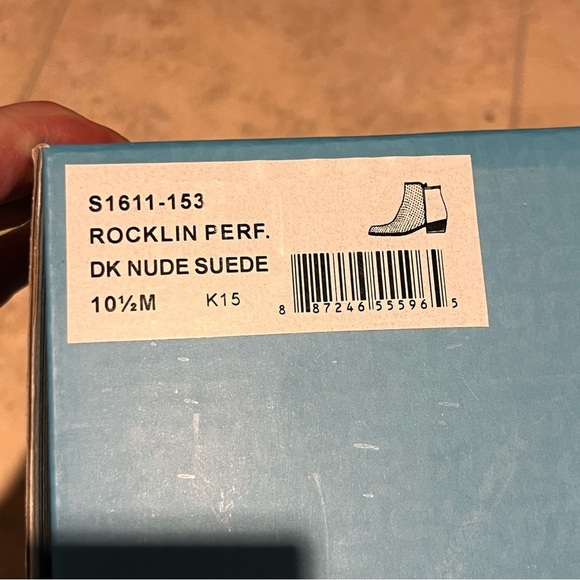 S1611-153
ROCKLIN PERF.
DK NUDE SUEDE
10½M K15
8 87246 55596 5